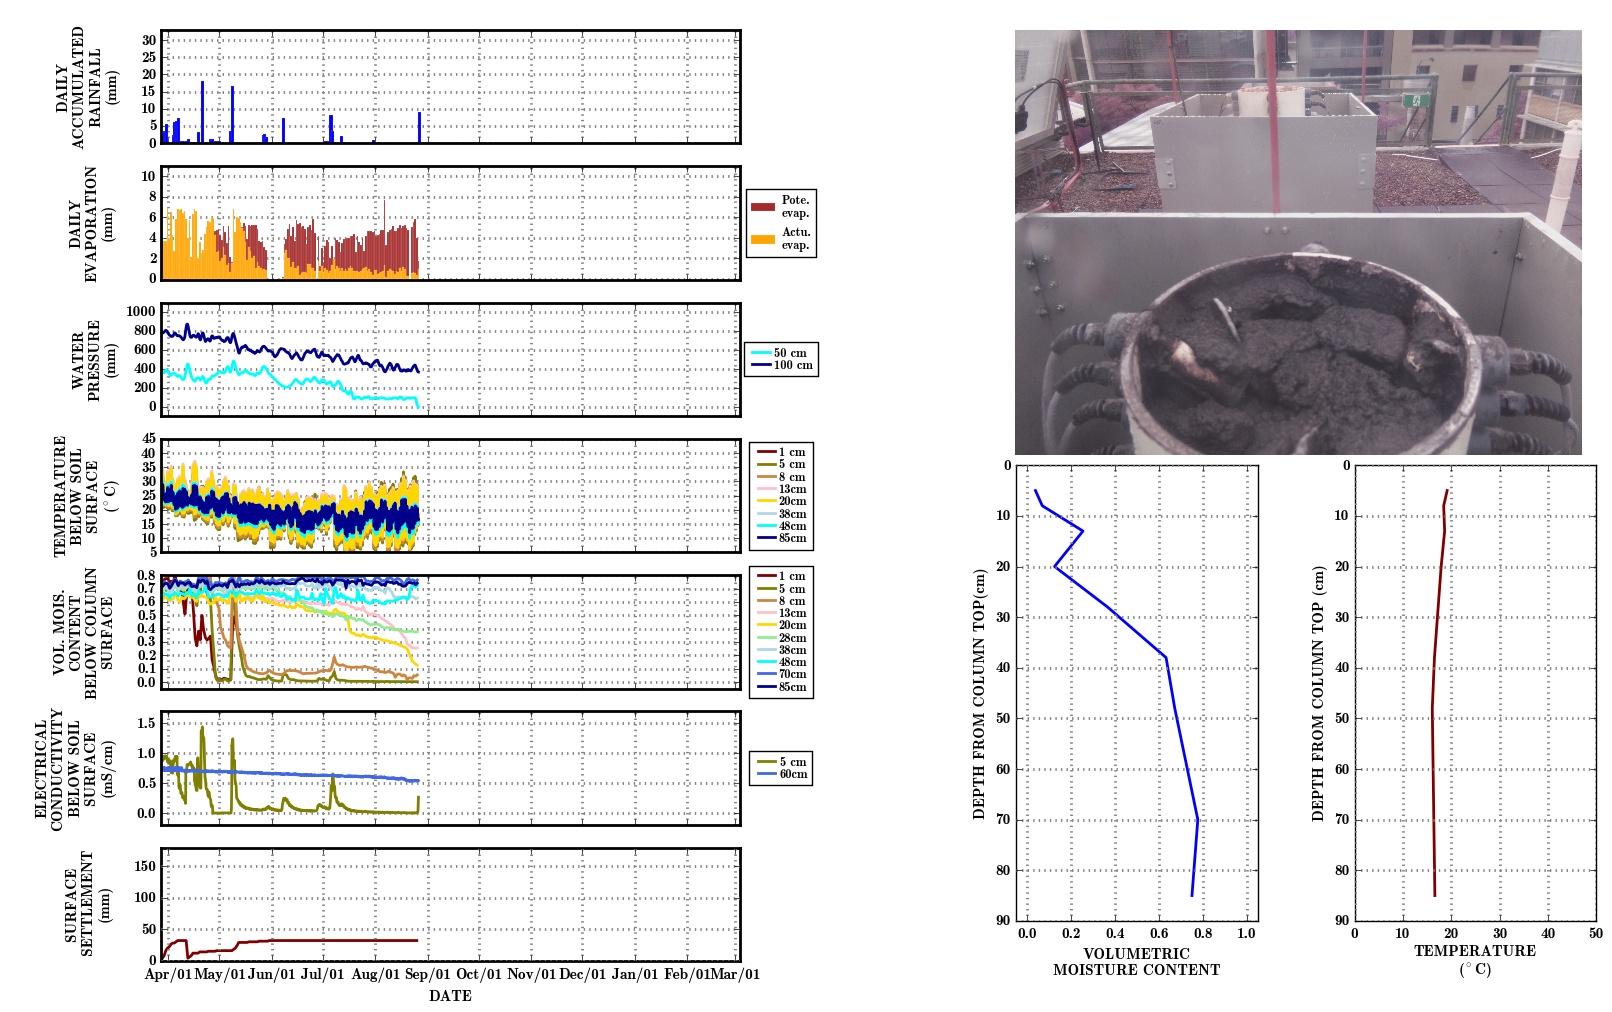 DAILY
ACCUMULATED
RAINFALL
(mm)
30
25
20
15
10
5
0
DAILY
EVAPORATION
(mm)
10
8
6
4
2
0
Pote.
evap.
Actu.
evap.
WATER
PRESSURE
(mm)
1000
800
600
400
200
0
50 cm
100 cm
TEMPERATURE
BELOW SOIL
SURFACE
(°C)
45
40
35
30
25
20
15
10
5
1 cm
5 cm
8 cm
13cm
20cm
38cm
48cm
85cm
VOL. MOIS.
CONTENT
BELOW COLUMN
SURFACE
0.8
0.7
0.6
0.5
0.4
0.3
0.2
0.1
0.0
1 cm
5 cm
8 cm
13cm
20cm
28cm
38cm
48cm
70cm
85cm
ELECTRICAL
CONDUCTIVITY
BELOW SOIL
SURFACE
(mS/cm)
1.5
1.0
0.5
0.0
5 cm
60cm
SURFACE
SETTLEMENT
(mm)
150
100
50
0
Apr/01 May/01 Jun/01 Jul/01 Aug/01 Sep/01 Oct/01 Nov/01 Dec/01 Jan/01 Feb/01 Mar/01
DATE
DEPTH FROM COLUMN TOP(cm)
0
10
20
30
40
50
60
70
80
90
0.0 0.2 0.4 0.6 0.8 1.0
VOLUMETRIC
MOISTURE CONTENT
DEPTH FROM COLUMN TOP (cm)
0
10
20
30
40
50
60
70
80
90
0 10 20 30 40 50
TEMPERATURE
(°C)